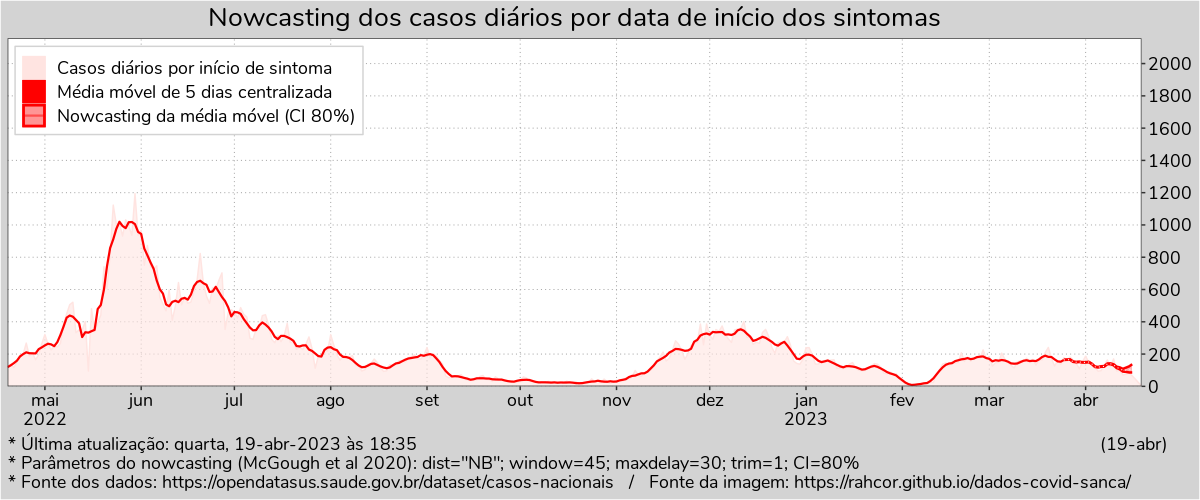 Nowcasting dos casos diários por data de início dos sintomas
Casos diários por início de sintoma
Média móvel de 5 dias centralizada
Nowcasting da média móvel (CI 80%)
2000
1800
1600
1400
1200
1000
800
600
400
200
0
mai jun jul ago set out nov dez jan fev mar abr
2022 2023
* Última atualização: quarta, 19-abr-2023 às 18:35 (19-abr)
* Parâmetros do nowcasting (McGough et al 2020): dist="NB"; window=45; maxdelay=30; trim=1; CI=80%
* Fonte dos dados: https://opendatasus.saude.gov.br/dataset/casos-nacionais / Fonte da imagem: https://rahcor.github.io/dados-covid-sanca/